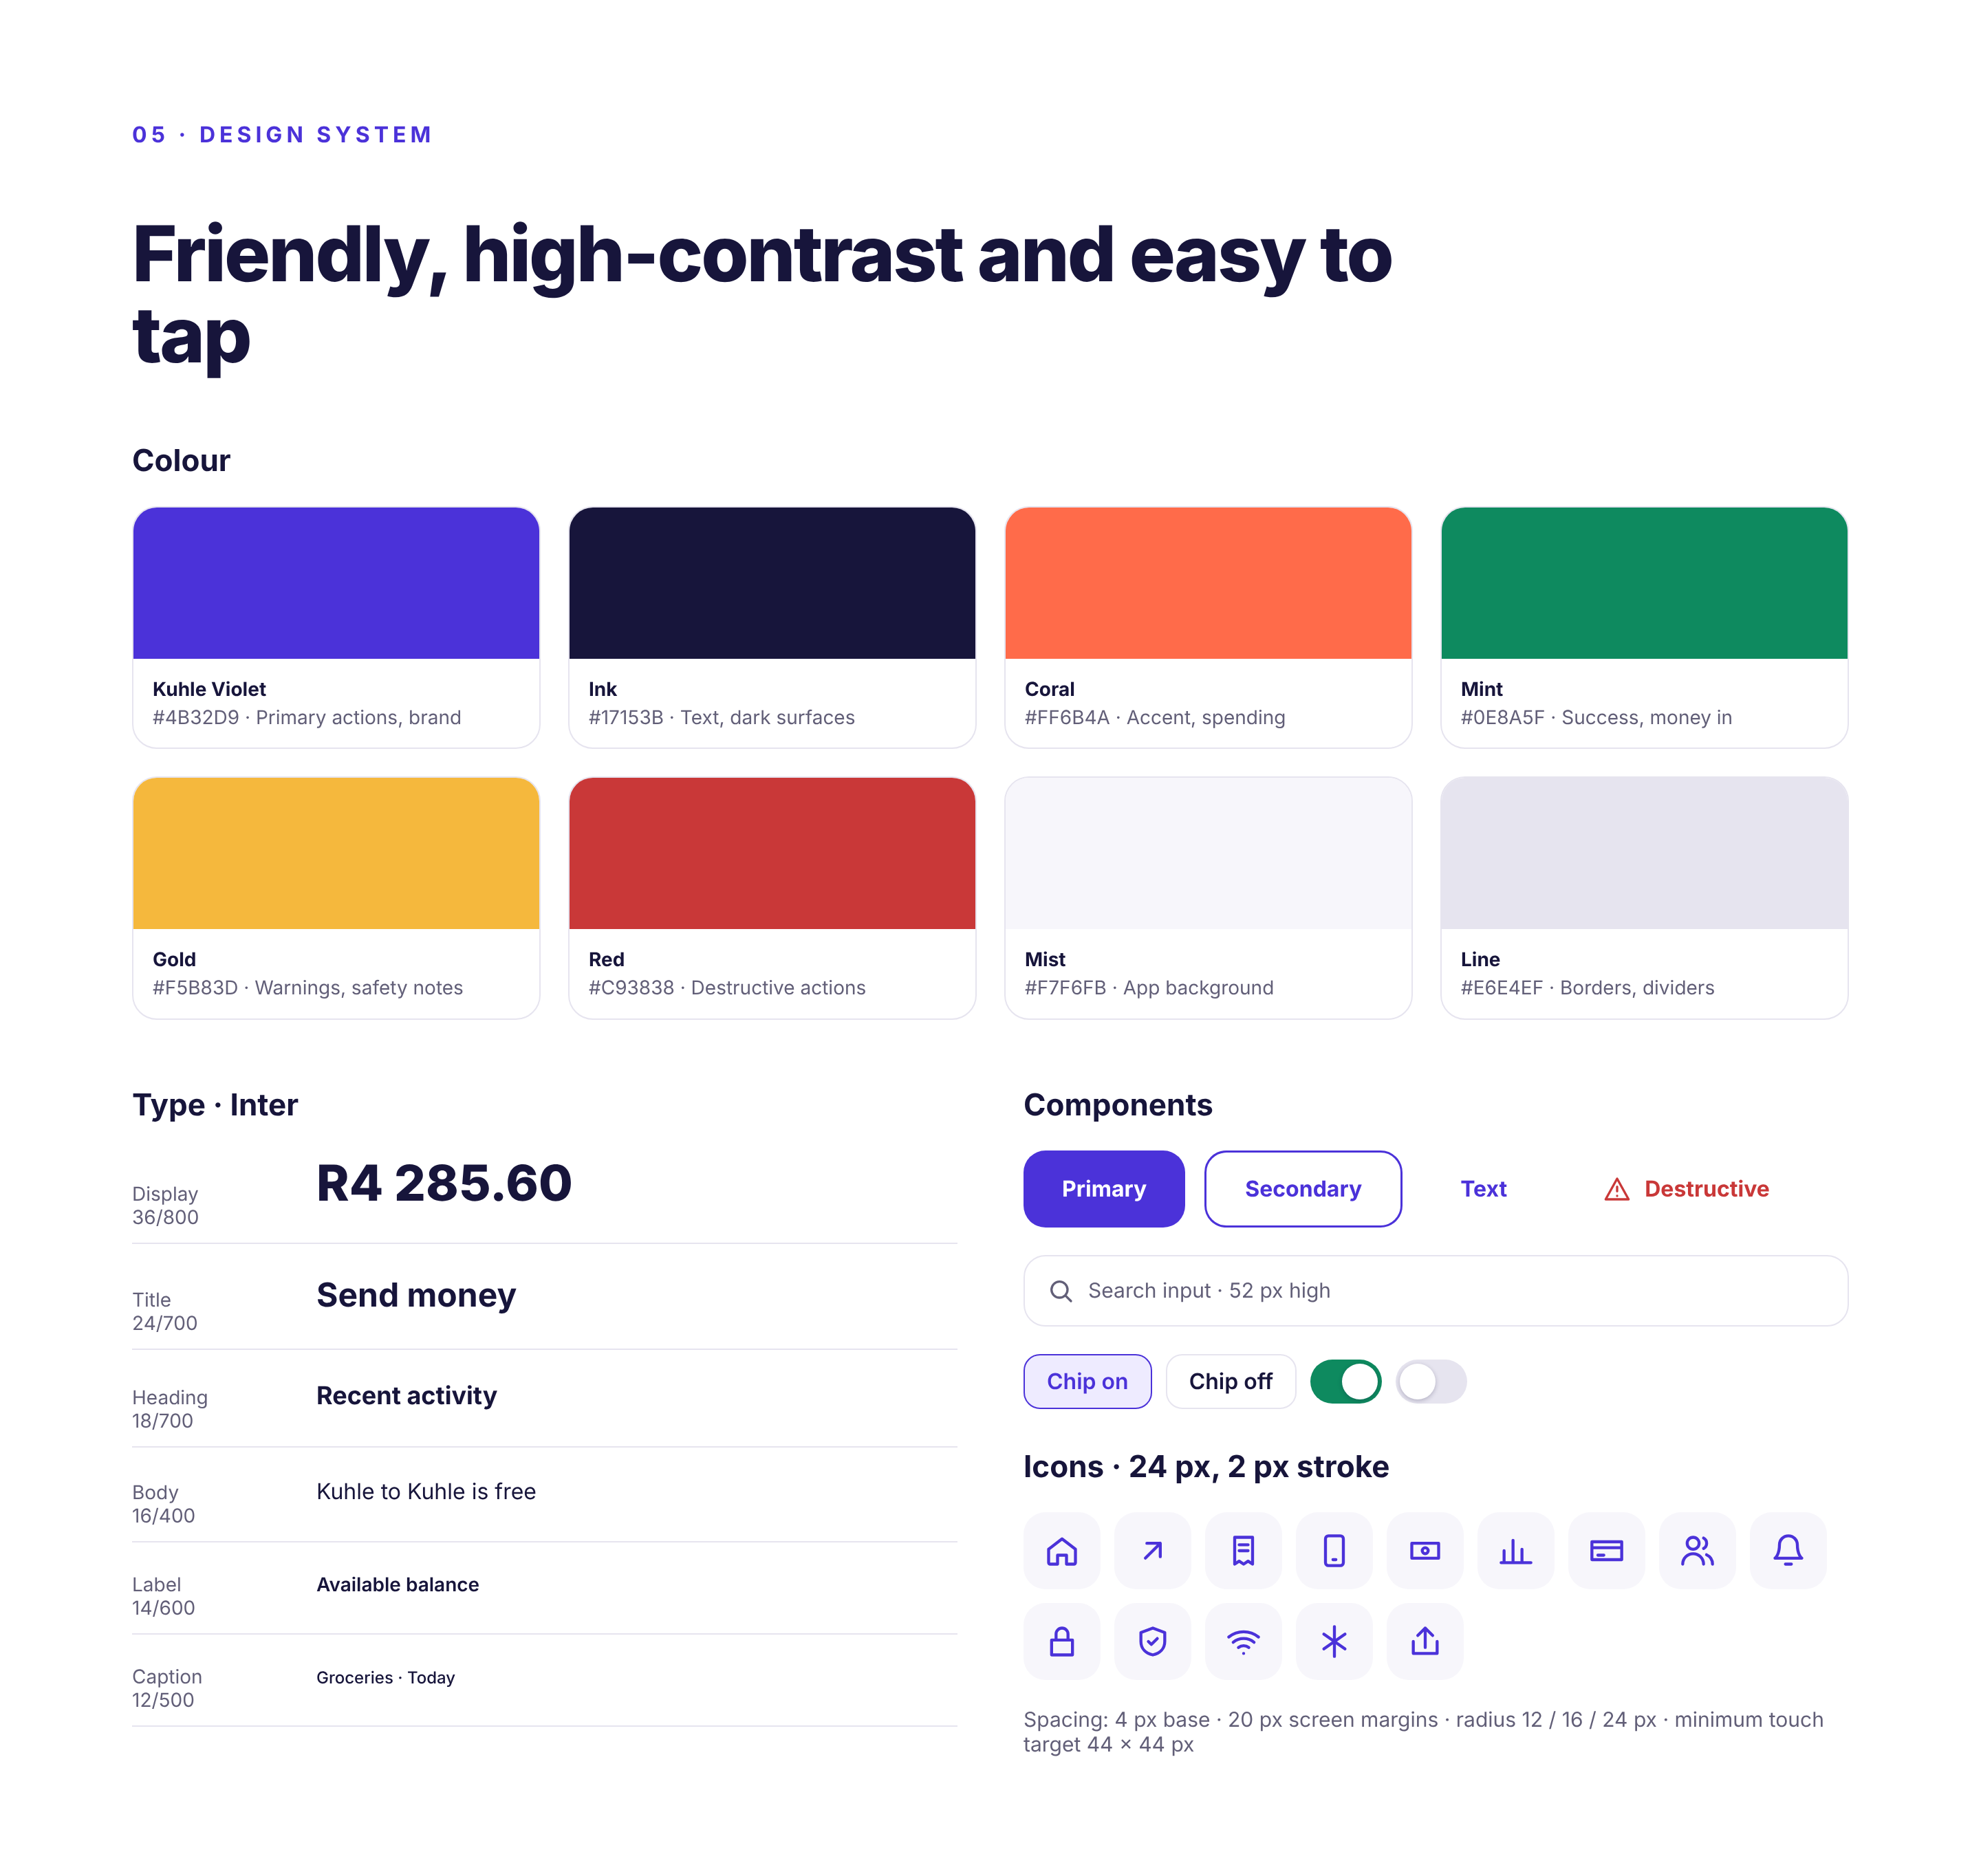 05 · DESIGN SYSTEM
Friendly, high-contrast and easy to
tap
Colour
Kuhle Violet
#4B32D9 · Primary actions, brand
Ink
#17153B · Text, dark surfaces
Coral
#FF6B4A · Accent, spending
Mint
#0E8A5F · Success, money in
Gold
#F5B83D · Warnings, safety notes
Red
#C93838 · Destructive actions
Mist
#F7F6FB · App background
Line
#E6E4EF · Borders, dividers
Type · Inter
Display
36/800
R4 285.60
Title
24/700
Send money
Heading
18/700
Recent activity
Body
16/400
Kuhle to Kuhle is free
Label
14/600
Available balance
Caption
12/500
Groceries · Today
Components
Primary
Secondary
Text
Destructive
Search input · 52 px high
Chip on
Chip off
Icons · 24 px, 2 px stroke
Spacing: 4 px base · 20 px screen margins · radius 12 / 16 / 24 px · minimum touch
target 44 × 44 px